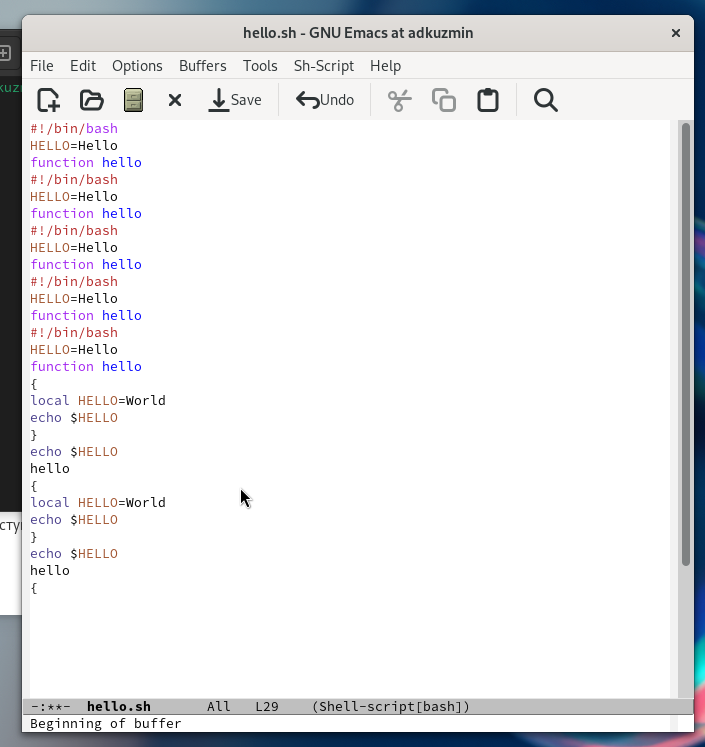 hello.sh - GNU Emacs at adkuzmin
File Edit Options Buffers Tools Sh-Script Help
Save Undo
#!/bin/bash
HELLO=Hello
function hello
#!/bin/bash
HELLO=Hello
function hello
#!/bin/bash
HELLO=Hello
function hello
#!/bin/bash
HELLO=Hello
function hello
#!/bin/bash
HELLO=Hello
function hello
{
local HELLO=World
echo $HELLO
}
echo $HELLO
hello
{
local HELLO=World
echo $HELLO
}
echo $HELLO
hello
{
-:**- hello.sh All L29 (Shell-script[bash])
Beginning of buffer